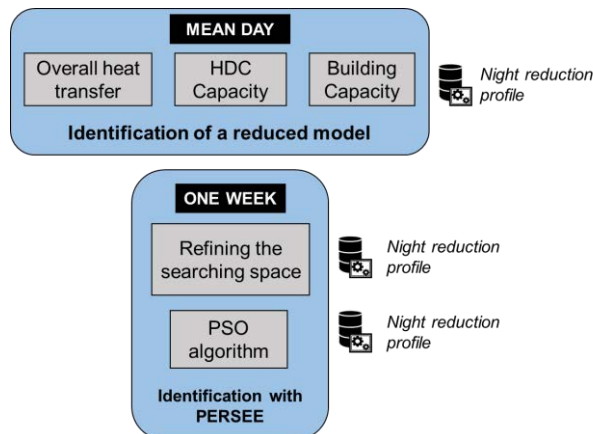 MEAN DAY
Overall heat
transfer
HDC
Capacity
Building
Capacity
Night reduction
profile
Identification of a reduced model
ONE WEEK
Refining the
searching space
Night reduction
profile
PSO
algorithm
Night reduction
profile
Identification with
PERSEE